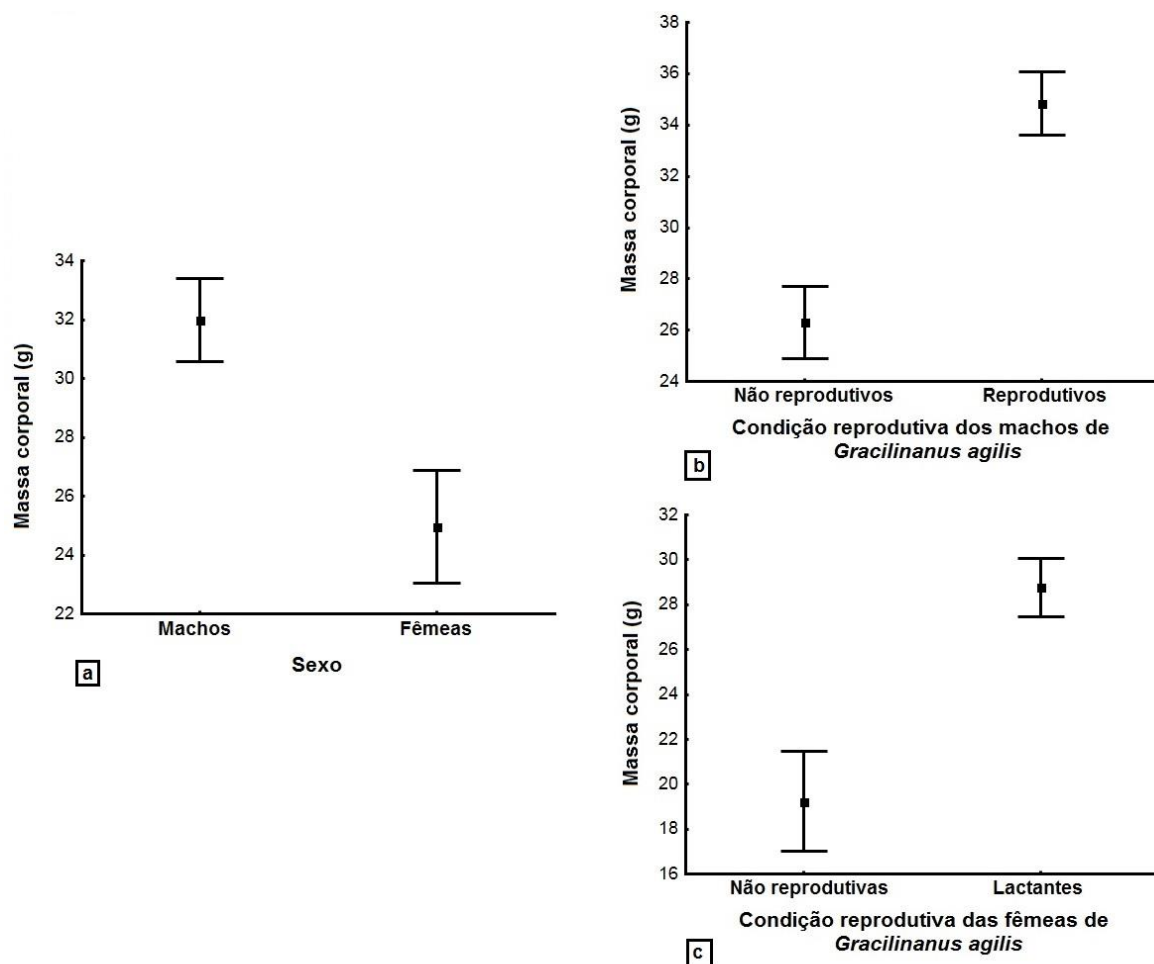 Massa corporal (g)
34
32
30
28
26
24
22
Machos
Fêmeas
Sexo
a
Massa corporal (g)
38
36
34
32
30
28
26
24
Não reprodutivos
Reprodutivos
Condição reprodutiva dos machos de
Gracilinanus agilis
b
Massa corporal (g)
32
30
28
26
24
22
20
18
16
Não reprodutivas
Lactantes
Condição reprodutiva das fêmeas de
Gracilinanus agilis
c